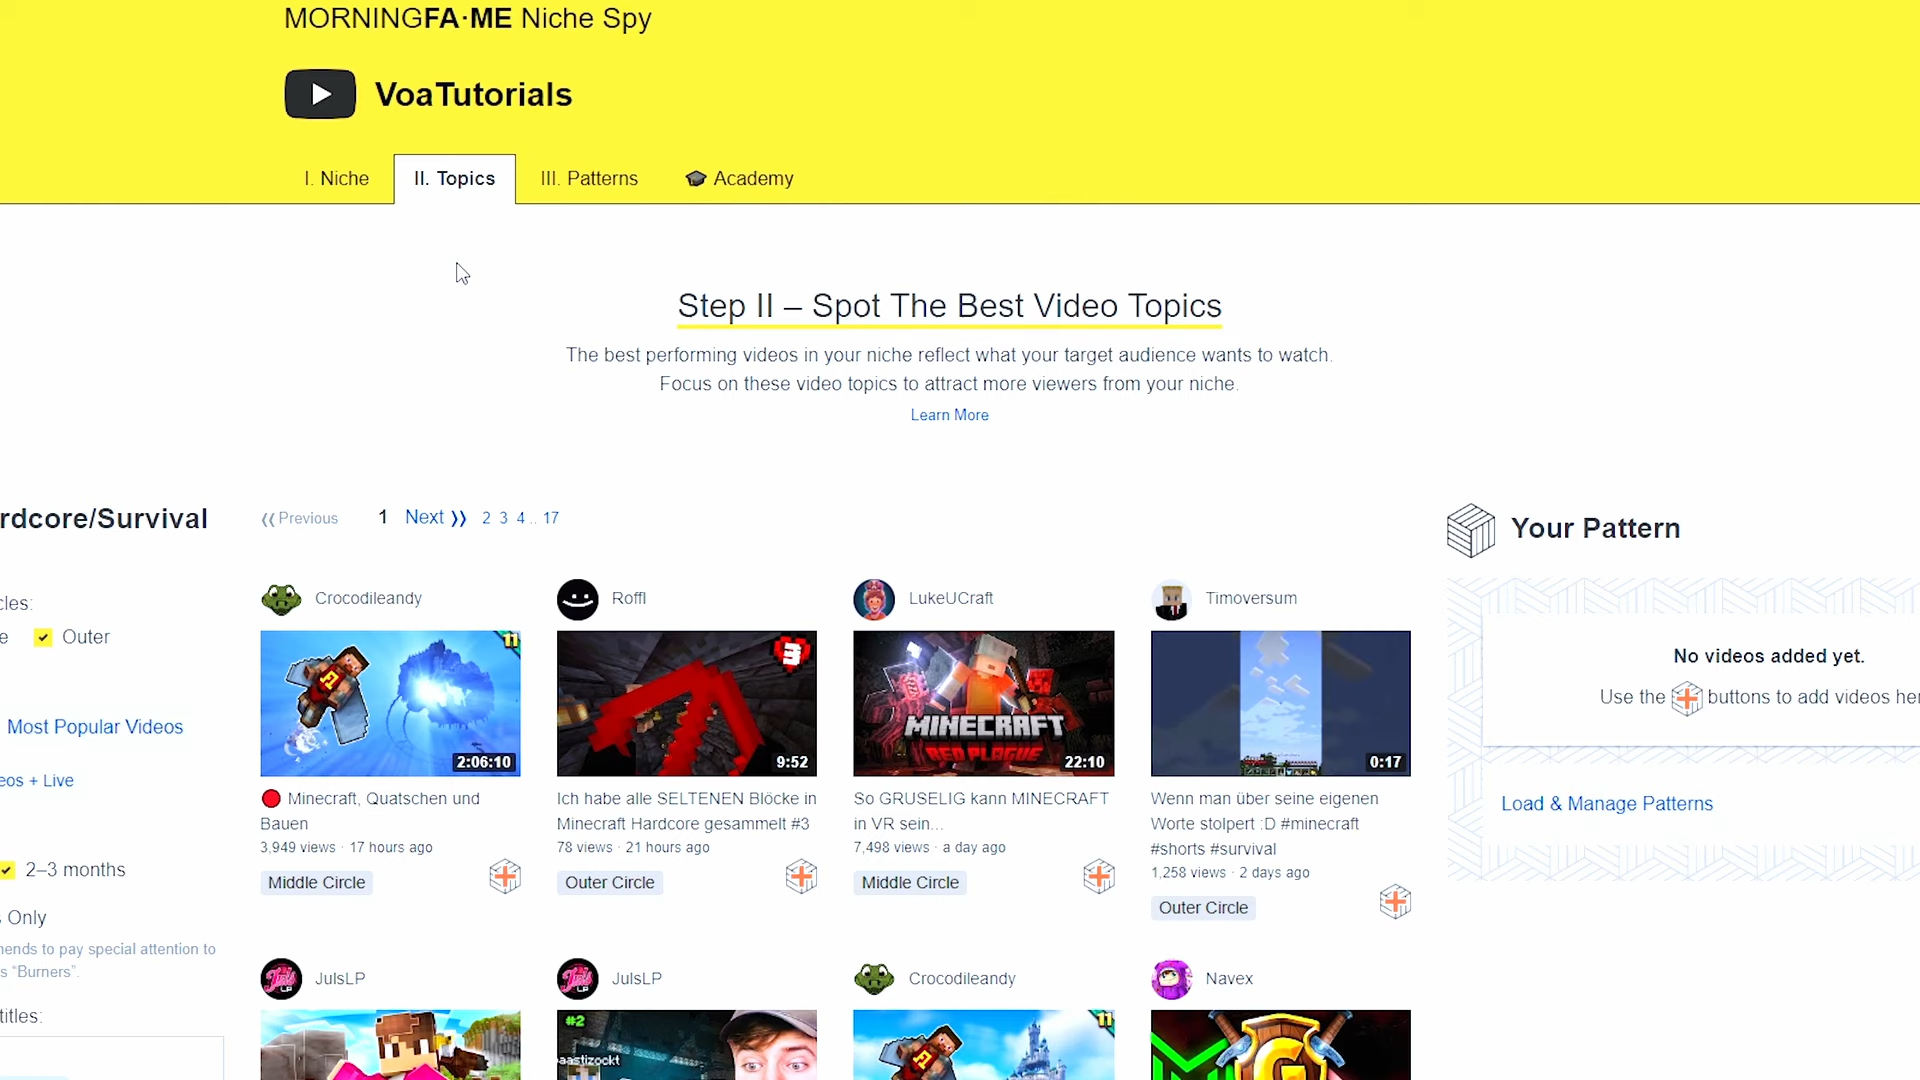 MORNINGFA·ME Niche Spy
VoaTutorials
I. Niche
II. Topics
III. Patterns
Academy
Step II – Spot The Best Video Topics
The best performing videos in your niche reflect what your target audience wants to watch.
Focus on these video topics to attract more viewers from your niche.
Learn More
rdcore/Survival
cles:
e
Outer
Most Popular Videos
eos + Live
2–3 months
s Only
nends to pay special attention to
s “Burners”.
titles:
⟪ Previous 1 Next ⟫ 2 3 4 .. 17
Crocodileandy
11
2:06:10
🔴 Minecraft, Quatschen und
Bauen
3,949 views · 17 hours ago
Middle Circle
Roffl
3
9:52
Ich habe alle SELTENEN Blöcke in
Minecraft Hardcore gesammelt #3
78 views · 21 hours ago
Outer Circle
LukeUCraft
MINECRAFT
RED PLAGUE
22:10
So GRUSELIG kann MINECRAFT
in VR sein...
7,498 views · a day ago
Middle Circle
Timoversum
0:17
Wenn man über seine eigenen
Worte stolpert :D #minecraft
#shorts #survival
1,258 views · 2 days ago
Outer Circle
JulsLP
JulsLP
#2
aastizockt
Crocodileandy
11
Navex
G
Your Pattern
No videos added yet.
Use the
buttons to add videos her
Load & Manage Patterns